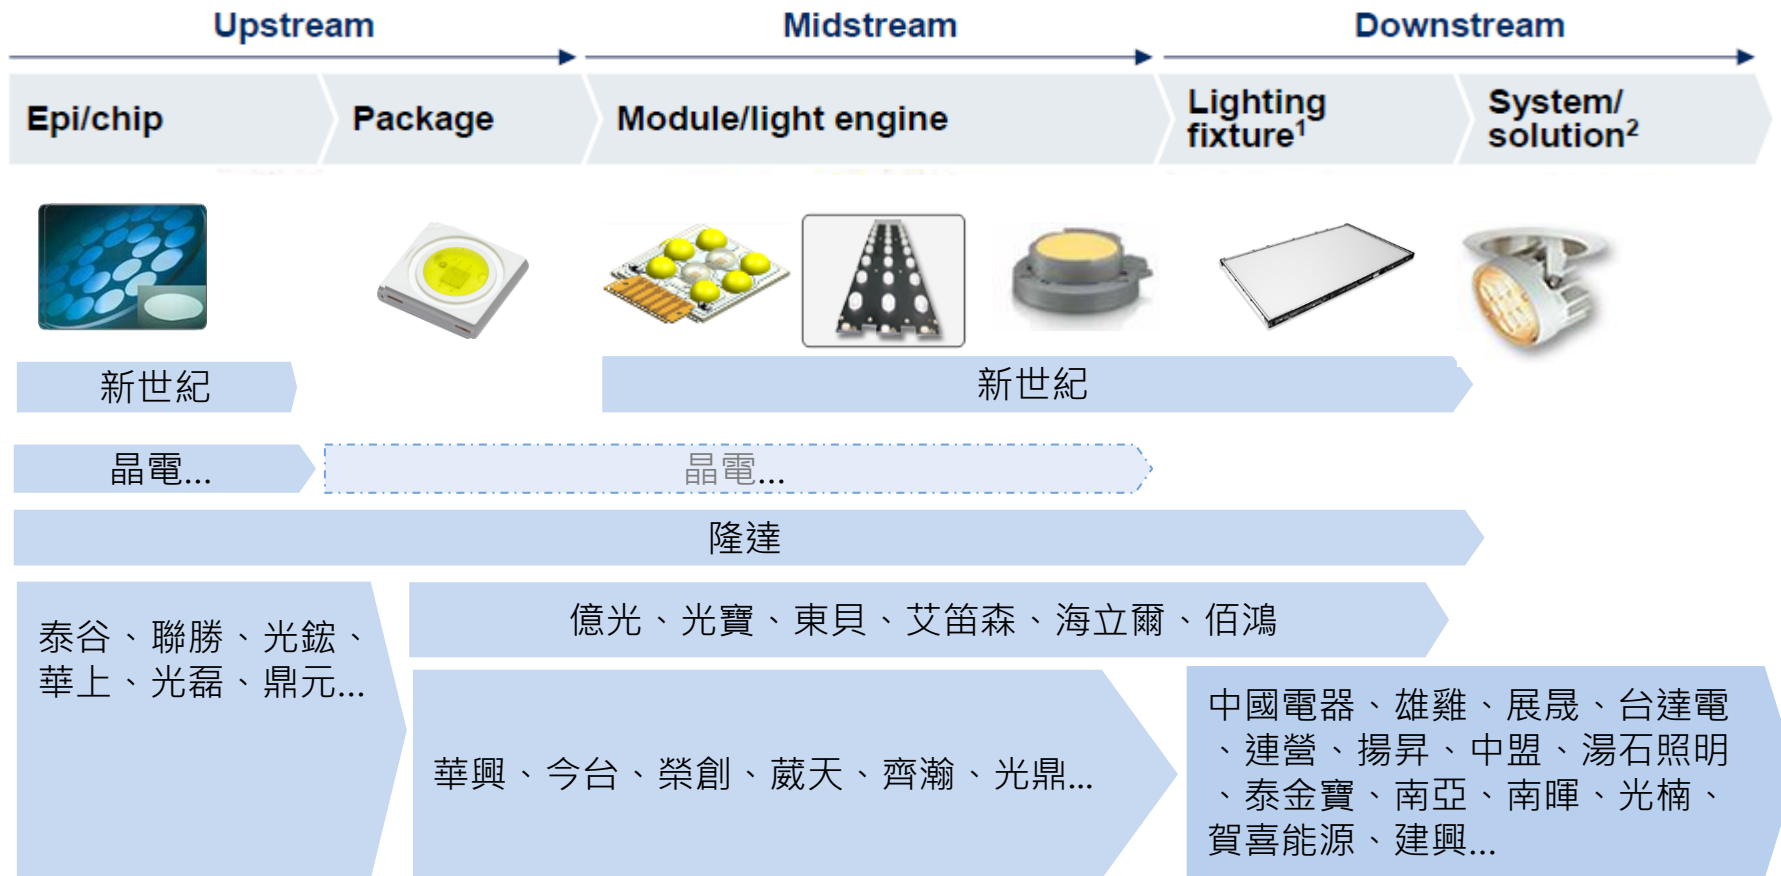 Upstream
Midstream
Downstream
Epi/chip
Package
Module/light engine
Lighting
fixture1
System/
solution2
新世紀
新世紀
晶電...
晶電...
隆達
泰谷、聯勝、光鋐、
華上、光磊、鼎元...
億光、光寶、東貝、艾笛森、海立爾、佰鴻
華興、今台、榮創、葳天、齊瀚、光鼎...
中國電器、雄雞、展晟、台達電
、連營、揚昇、中盟、湯石照明
、泰金寶、南亞、南暉、光楠、
賀喜能源、建興...